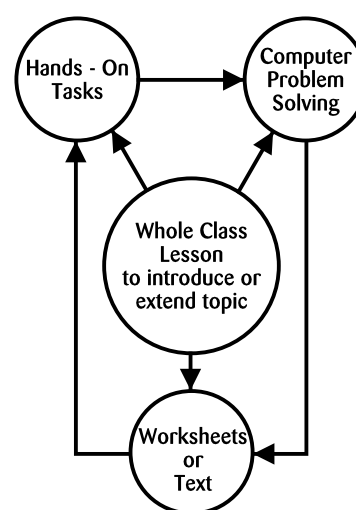 Hands - On
Tasks
Computer
Problem
Solving
Whole Class
Lesson
to introduce or
extend topic
Worksheets
or
Text